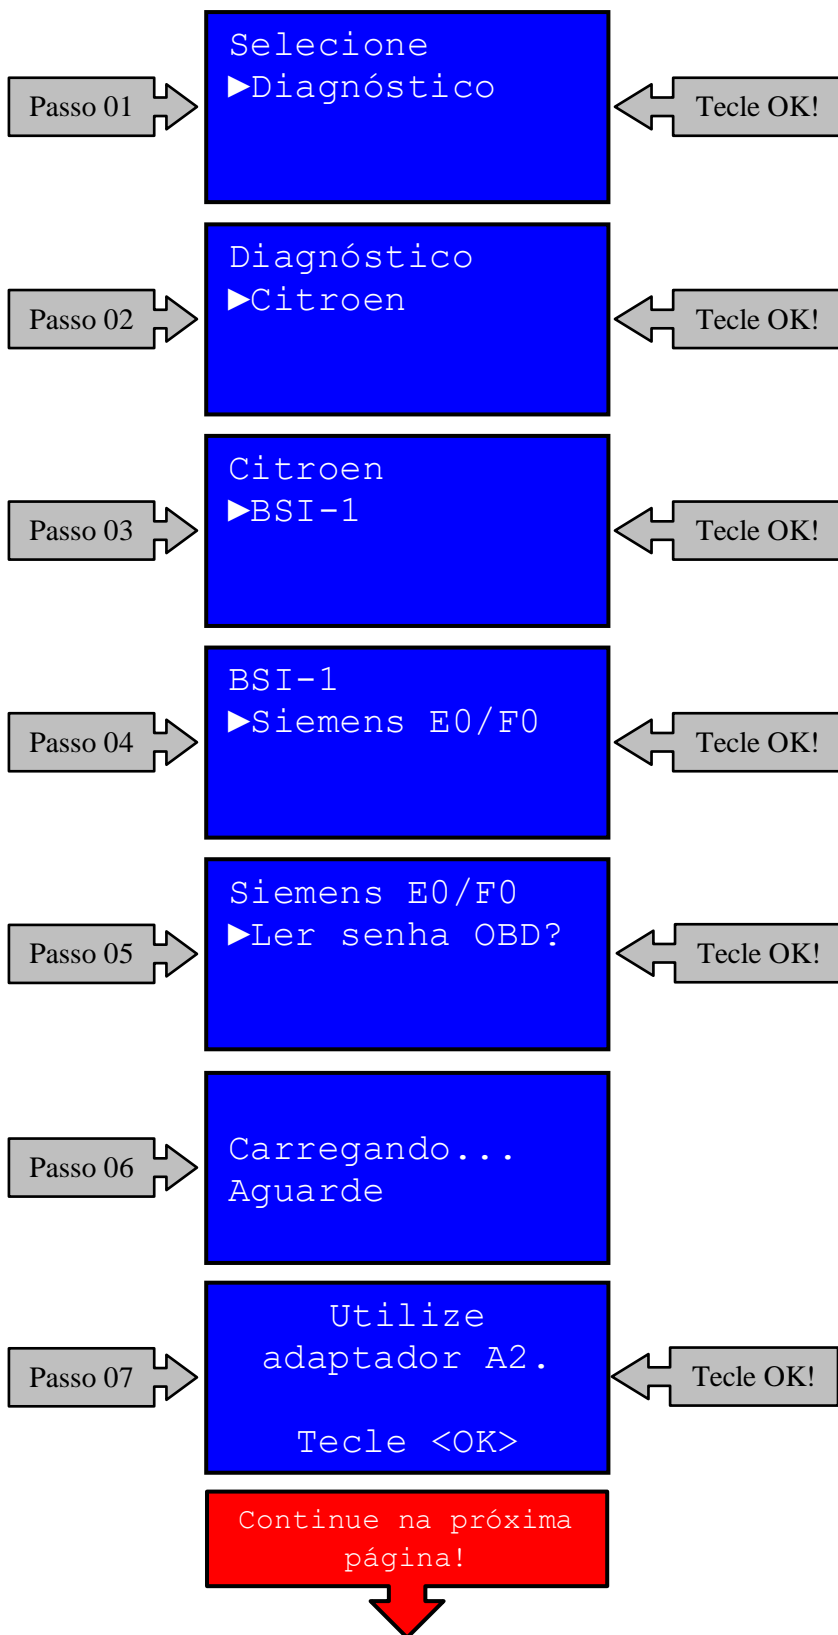 Selecione
►Diagnóstico
Passo 01
Tecle OK!
Diagnóstico
►Citroen
Passo 02
Tecle OK!
Citroen
►BSI-1
Passo 03
Tecle OK!
BSI-1
►Siemens E0/F0
Passo 04
Tecle OK!
Siemens E0/F0
►Ler senha OBD?
Passo 05
Tecle OK!
Carregando...
Aguarde
Passo 06
Utilize
adaptador A2.
Tecle <OK>
Passo 07
Tecle OK!
Continue na próxima
página!